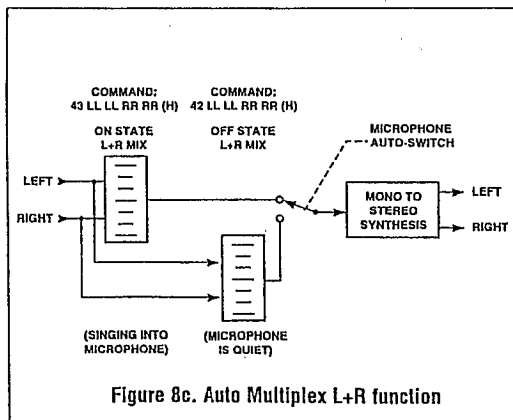 COMMAND:
43 LL LL RR RR (H)
ON STATE
L+R MIX
COMMAND:
42 LL LL RR RR (H)
OFF STATE
L+R MIX
MICROPHONE
AUTO-SWITCH
LEFT
RIGHT
MONO TO
STEREO
SYNTHESIS
LEFT
RIGHT
(SINGING INTO
MICROPHONE)
(MICROPHONE
IS QUIET)
Figure 8c. Auto Multiplex L+R function